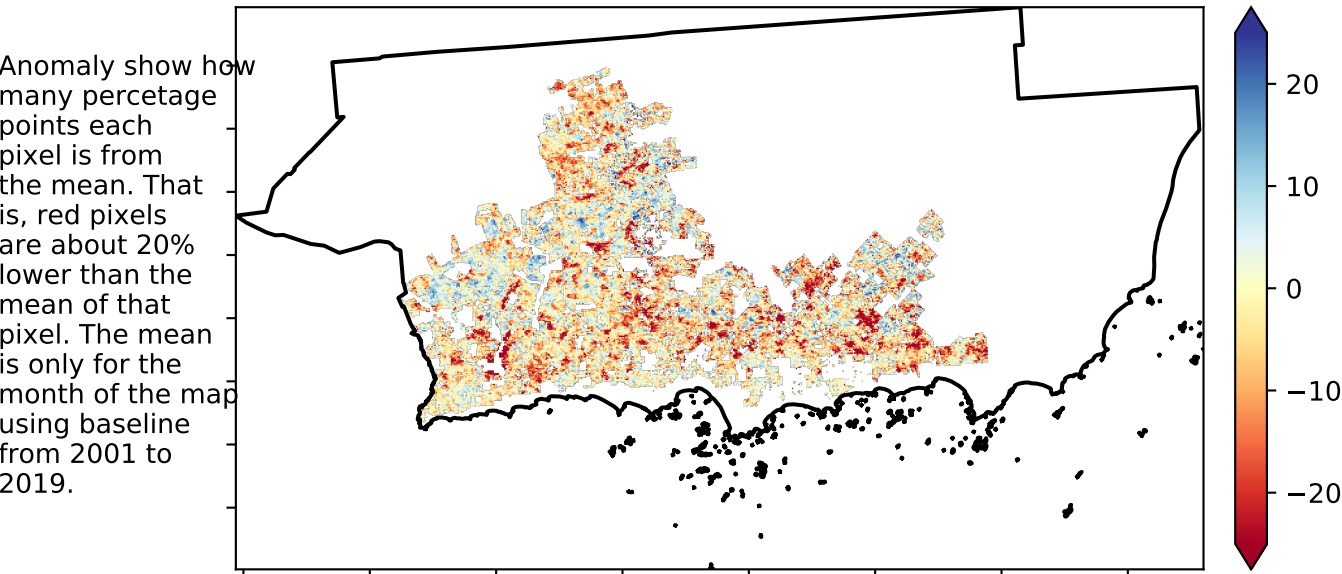 Anomaly show how
many percetage
points each
pixel is from
the mean. That
is, red pixels
are about 20%
lower than the
mean of that
pixel. The mean
is only for the
month of the map
using baseline
from 2001 to
2019.
20
10
0
−10
−20